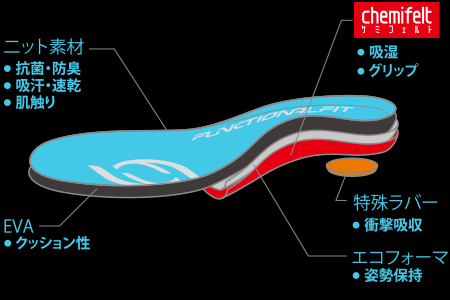 ニット素材
● 抗菌・防臭
● 吸汗・速乾
● 肌触り
chemifelt
ケミフェルト
● 吸湿
● グリップ
FUNCTIONAL FIT
EVA
● クッション性
特殊ラバー
● 衝撃吸収
エコフォーマ
● 姿勢保持